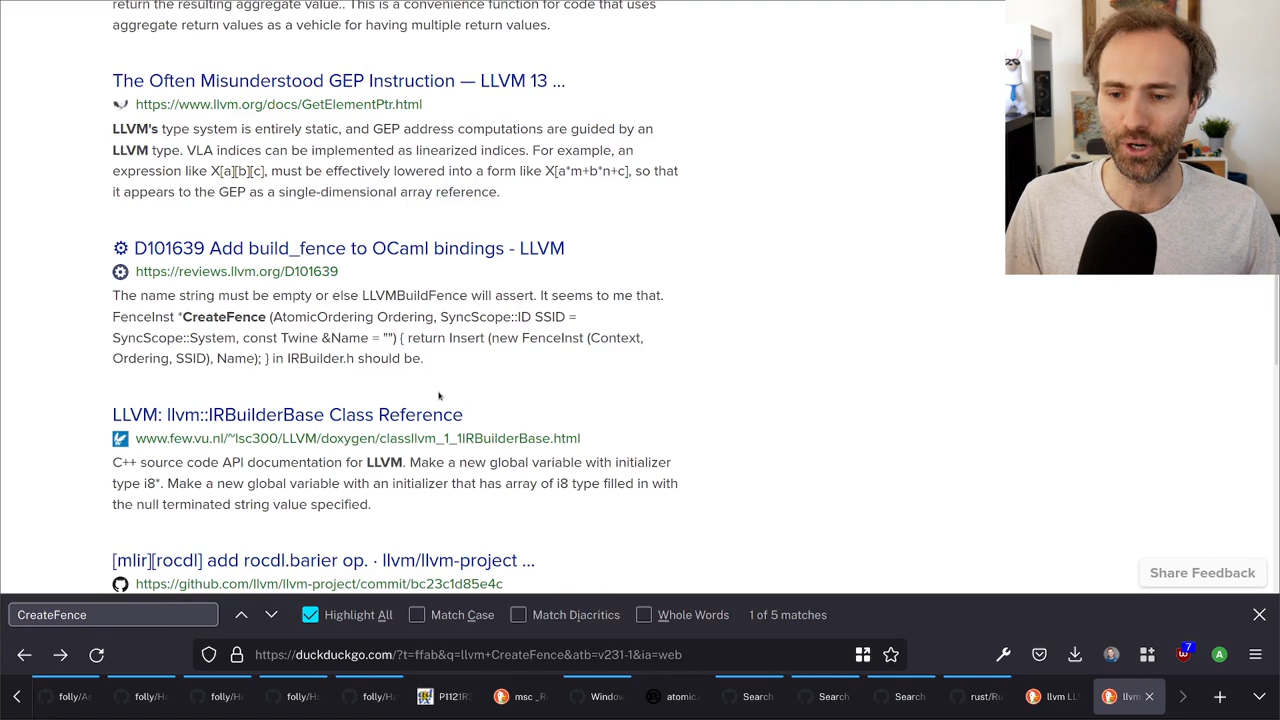 return the resulting aggregate value.. This is a convenience function for code that uses
aggregate return values as a vehicle for having multiple return values.
The Often Misunderstood GEP Instruction — LLVM 13 ...
https://www.llvm.org/docs/GetElementPtr.html
LLVM's type system is entirely static, and GEP address computations are guided by an
LLVM type. VLA indices can be implemented as linearized indices. For example, an
expression like X[a][b][c], must be effectively lowered into a form like X[a*m+b*n+c], so that
it appears to the GEP as a single-dimensional array reference.
D101639 Add build_fence to OCaml bindings - LLVM
https://reviews.llvm.org/D101639
The name string must be empty or else LLVMBuildFence will assert. It seems to me that.
FenceInst *CreateFence (AtomicOrdering Ordering, SyncScope::ID SSID =
SyncScope::System, const Twine &Name = "") { return Insert (new FenceInst (Context,
Ordering, SSID), Name); } in IRBuilder.h should be.
LLVM: llvm::IRBuilderBase Class Reference
www.few.vu.nl/~lsc300/LLVM/doxygen/classllvm_1_1IRBuilderBase.html
C++ source code API documentation for LLVM. Make a new global variable with initializer
type i8*. Make a new global variable with an initializer that has array of i8 type filled in with
the null terminated string value specified.
[mlir][rocdl] add rocdl.barier op. · llvm/llvm-project ...
https://github.com/llvm/llvm-project/commit/bc23c1d85e4c
Share Feedback
CreateFence Highlight All Match Case Match Diacritics Whole Words 1 of 5 matches
https://duckduckgo.com/?t=ffab&q=llvm+CreateFence&atb=v231-1&ia=web 7 A
folly/A folly/Ha folly/Ha folly/Ha folly/Ha P1121R msc _R Window atomic Search Search Search rust/Ru llvm LL llvm